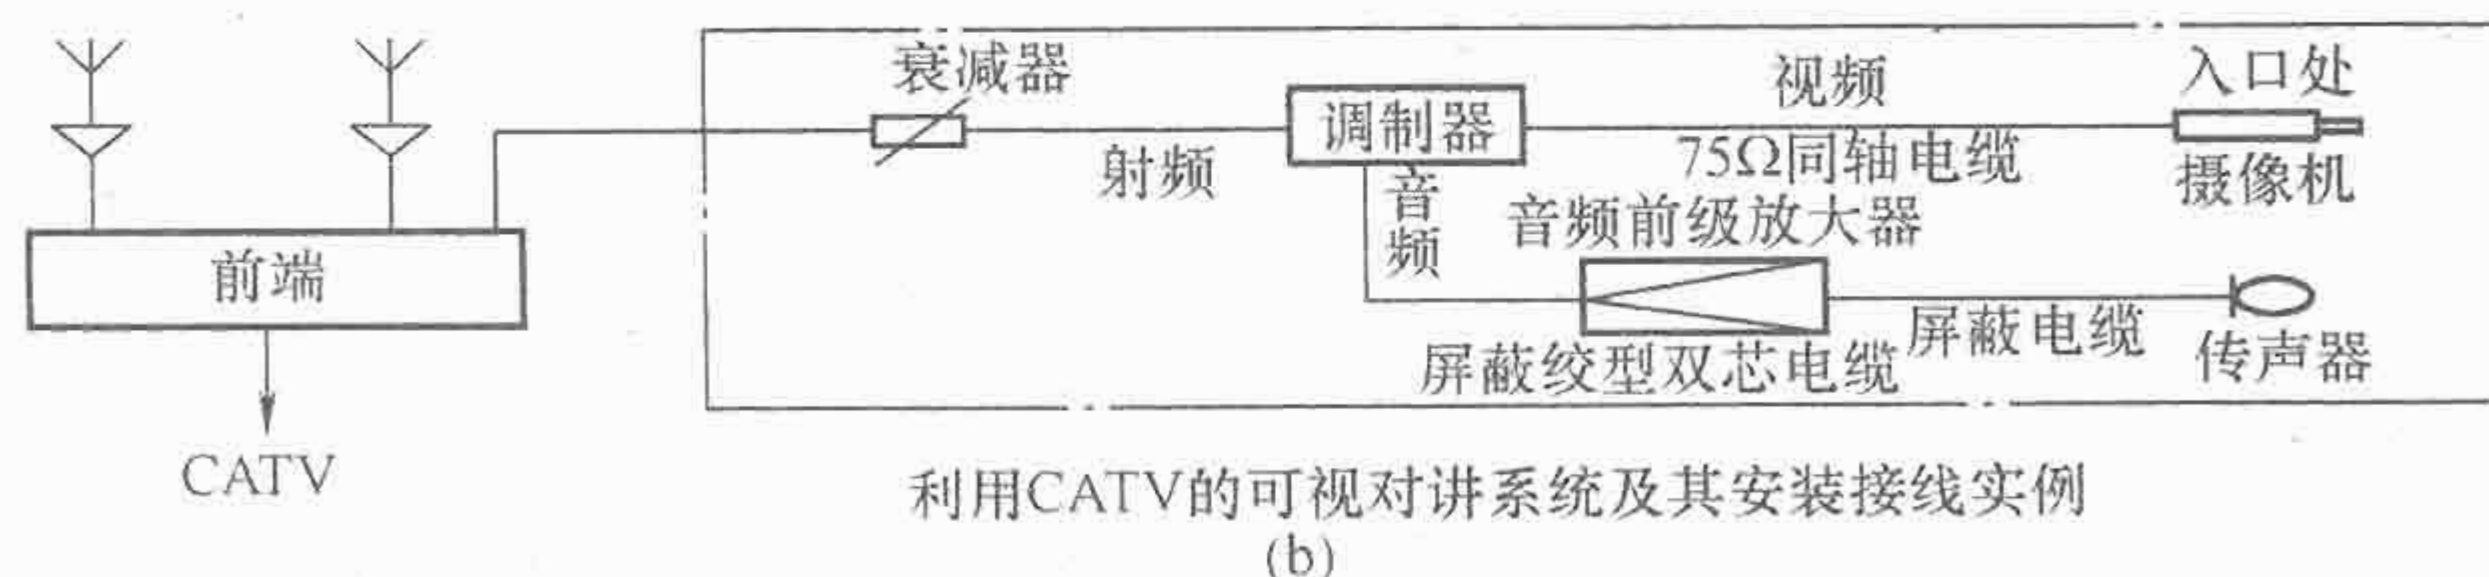 衰减器
调制器
视频
入口处
射频
75Ω同轴电缆
摄像机
音频
音频前级放大器
前端
屏蔽绞型双芯电缆
屏蔽电缆
传声器
CATV
利用CATV的可视对讲系统及其安装接线实例
(b)